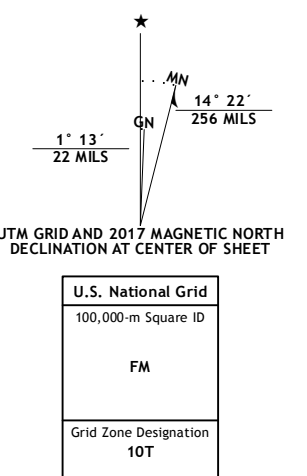 MN
14° 22´
256 MILS
GN
1° 13´
22 MILS
UTM GRID AND 2017 MAGNETIC NORTH
DECLINATION AT CENTER OF SHEET
U.S. National Grid
100,000-m Square ID
FM
Grid Zone Designation
10T